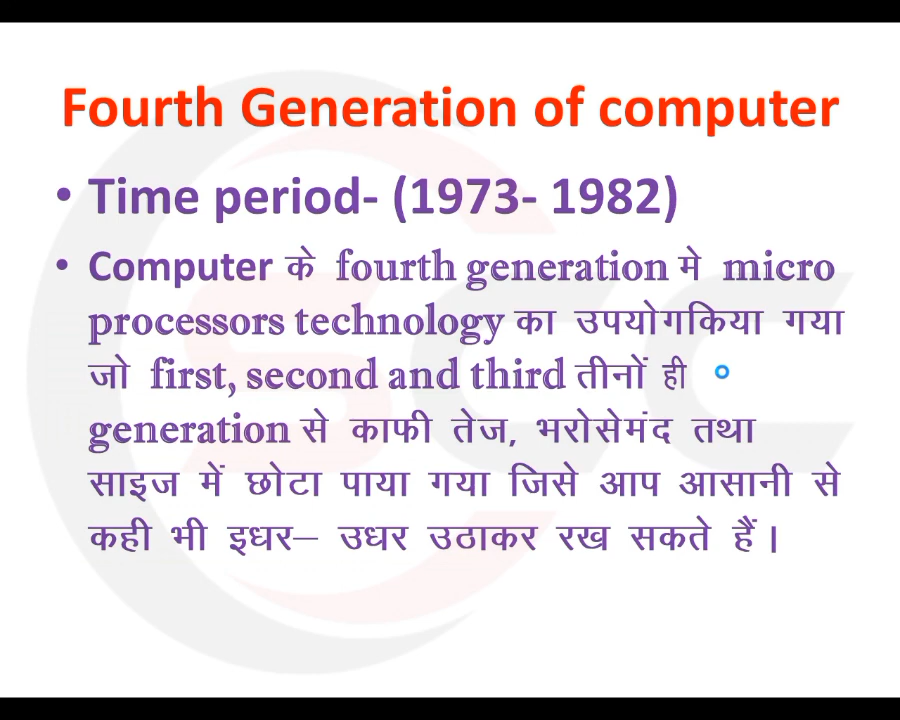 Fourth Generation of computer
• Time period- (1973- 1982)
• Computer के fourth generation मे micro
processors technology का उपयोगकिया गया
जो first, second and third तीनों ही
generation से काफी तेज, भरोसेमंद तथा
साइज में छोटा पाया गया जिसे आप आसानी से
कही भी इधर– उधर उठाकर रख सकते हैं।